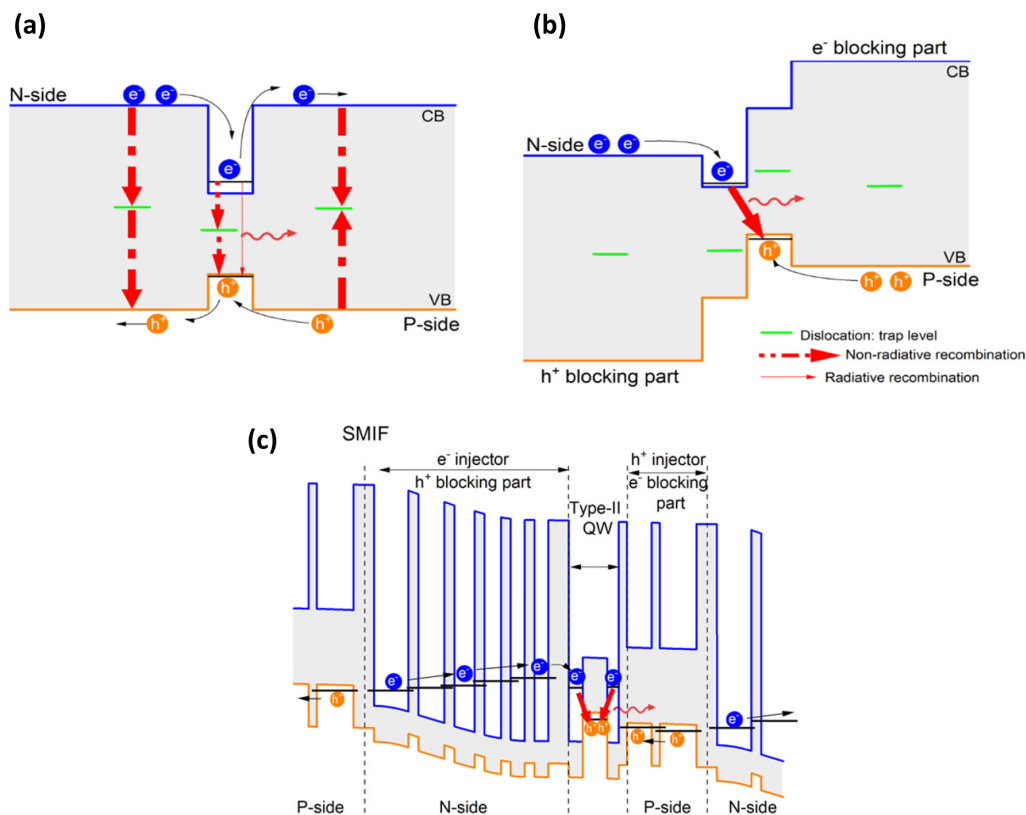 (a)
N-side
e⁻ e⁻ e⁻
CB
e⁻
h⁺
VB
h⁺ h⁺
P-side
(b)
e⁻ blocking part
CB
N-side e⁻ e⁻
e⁻
h⁺
VB
P-side
h⁺ h⁺
h⁺ blocking part
Dislocation: trap level
Non-radiative recombination
Radiative recombination
(c)
SMIF
e⁻ injector
h⁺ blocking part
Type-II
QW
h⁺ injector
e⁻ blocking part
e⁻ e⁻ e⁻ e⁻ e⁻
h⁺ h⁺ h⁺ h⁺ h⁺
e⁻
P-side N-side P-side N-side